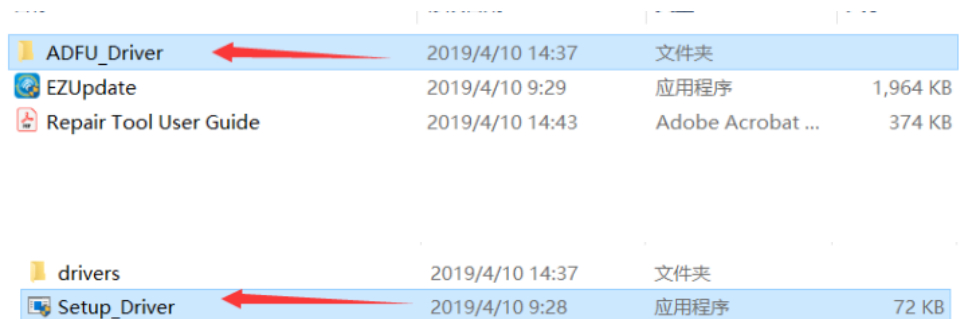 ADFU_Driver 2019/4/10 14:37 文件夹
EZUpdate 2019/4/10 9:29 应用程序 1,964 KB
Repair Tool User Guide 2019/4/10 14:43 Adobe Acrobat ... 374 KB
drivers 2019/4/10 14:37 文件夹
Setup_Driver 2019/4/10 9:28 应用程序 72 KB